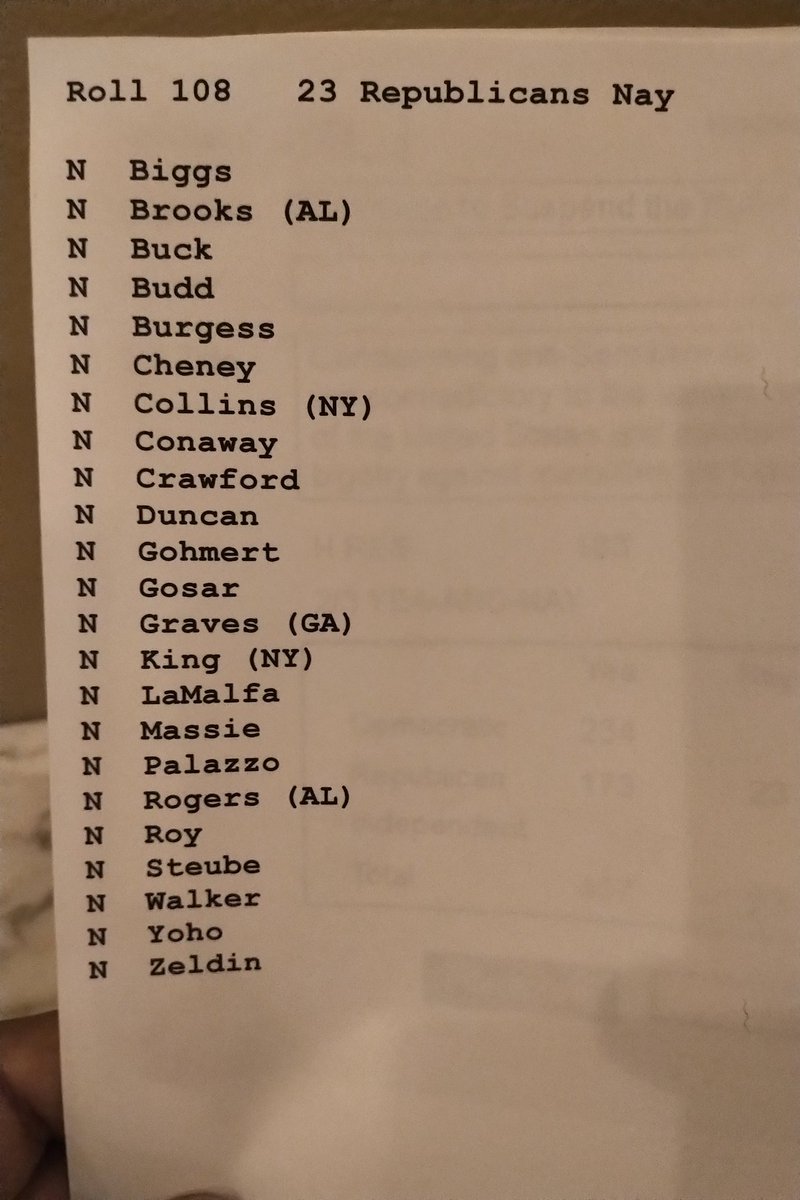 Roll 108 23 Republicans Nay
N Biggs
N Brooks (AL)
N Buck
N Budd
N Burgess
N Cheney
N Collins (NY)
N Conaway
N Crawford
N Duncan
N Gohmert
N Gosar
N Graves (GA)
N King (NY)
N LaMalfa
N Massie
N Palazzo
N Rogers (AL)
N Roy
N Steube
N Walker
N Yoho
N Zeldin